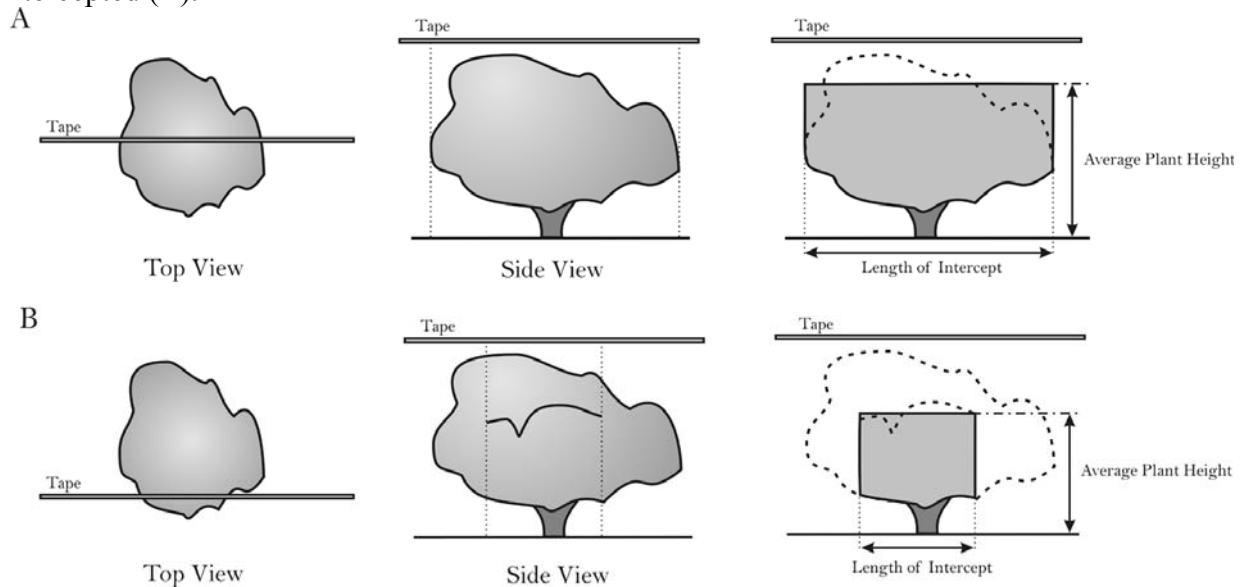 A
Tape
Tape
Tape
Average Plant Height
Length of Intercept
Top View
Side View
B
Tape
Tape
Tape
Average Plant Height
Length of Intercept
Top View
Side View